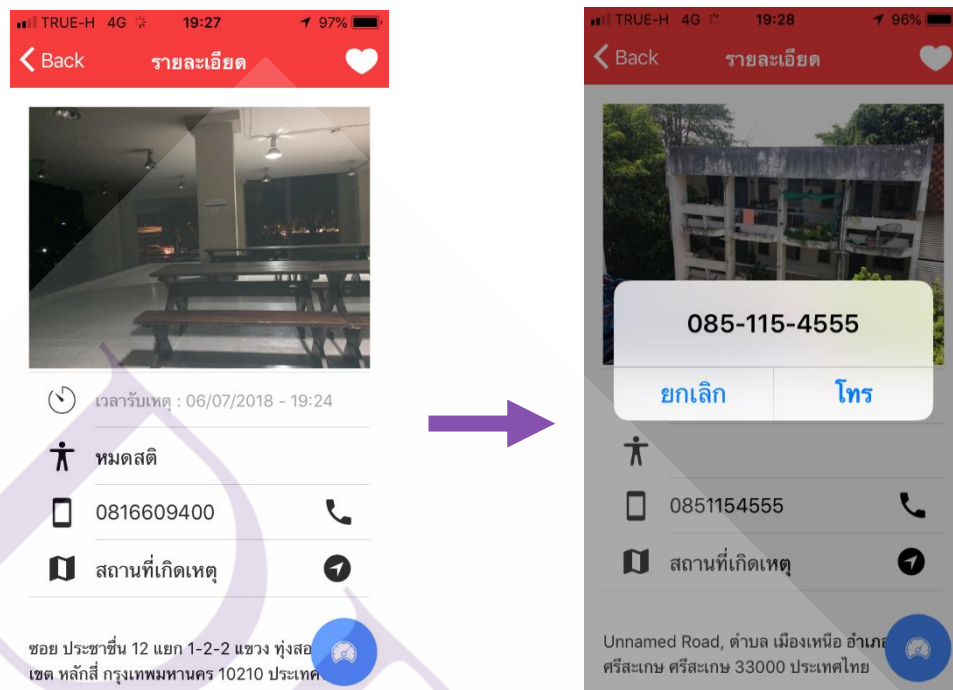 TRUE-H 4G 19:27 97%
Back รายละเอียด
เวลารับเหตุ : 06/07/2018 - 19:24
หมดสติ
0816609400
สถานที่เกิดเหตุ
ซอย ประชาชื่น 12 แยก 1-2-2 แขวง ทุ่งสอ
เขต หลักสี่ กรุงเทพมหานคร 10210 ประเทศ
TRUE-H 4G 19:28 96%
Back รายละเอียด
085-115-4555
ยกเลิก โทร
0851154555
สถานที่เกิดเหตุ
Unnamed Road, ตำบล เมืองเหนือ อำเภอ
ศรีสะเกษ ศรีสะเกษ 33000 ประเทศไทย